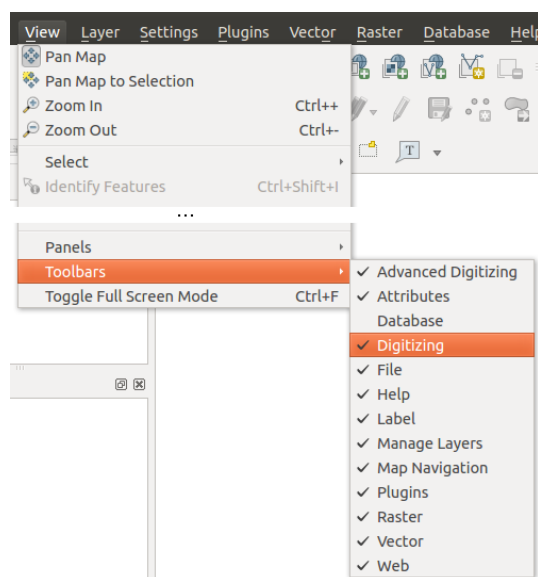 View Layer Settings Plugins Vector Raster Database Help
Pan Map
Pan Map to Selection
Zoom In Ctrl++
Zoom Out Ctrl+-
Select
Identify Features Ctrl+Shift+I
...
Panels
Toolbars
Toggle Full Screen Mode Ctrl+F
Advanced Digitizing
Attributes
Database
Digitizing
File
Help
Label
Manage Layers
Map Navigation
Plugins
Raster
Vector
Web
T